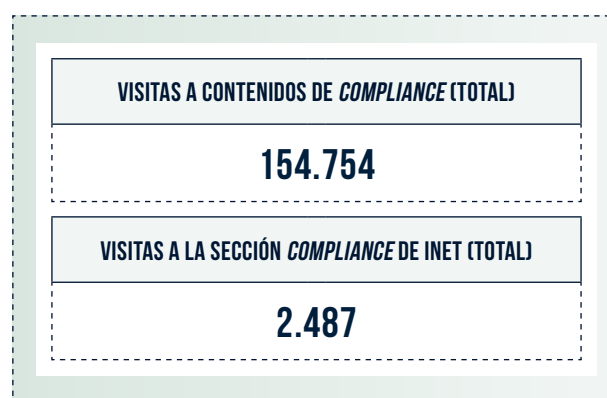 VISITAS A CONTENIDOS DE COMPLIANCE (TOTAL)
154.754
VISITAS A LA SECCIÓN COMPLIANCE DE INET (TOTAL)
2.487